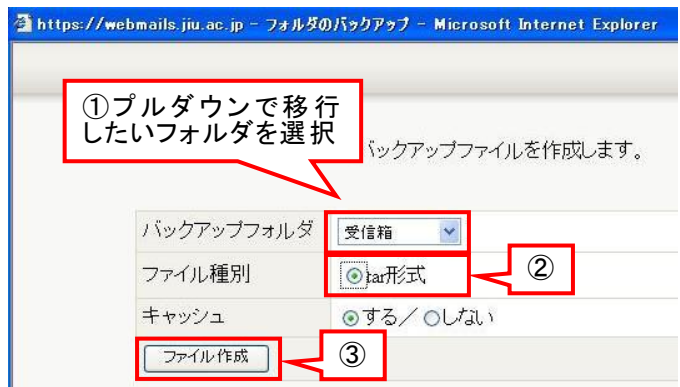 https://webmails.jiu.ac.jp - フォルダのバックアップ - Microsoft Internet Explorer
①プルダウンで移行
したいフォルダを選択
バックアップファイルを作成します。
バックアップフォルダ 受信箱
ファイル種別 tar形式 ②
キャッシュ する／しない
ファイル作成 ③